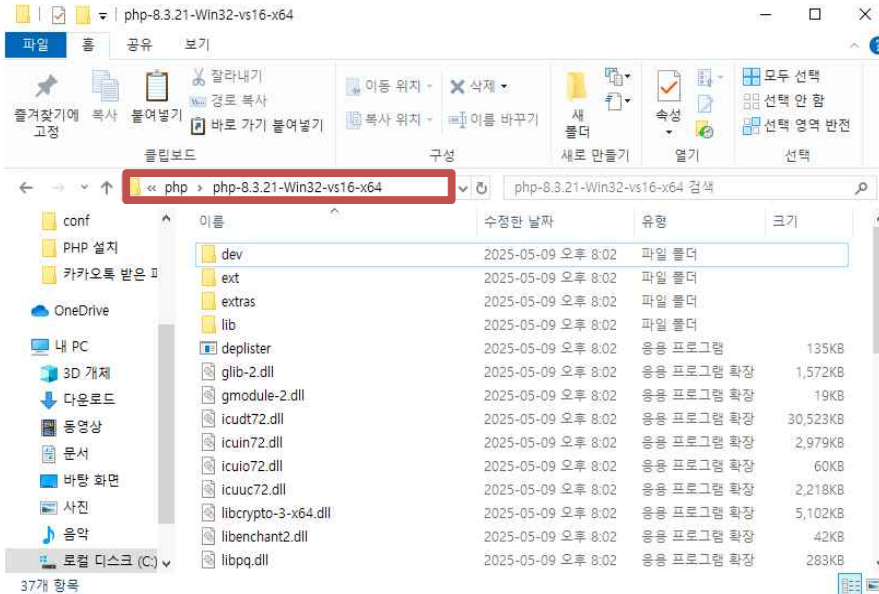 php-8.3.21-Win32-vs16-x64
파일 홈 공유 보기
즐겨찾기에 고정
복사
붙여넣기
잘라내기
경로 복사
바로 가기 붙여넣기
클립보드
이동 위치
복사 위치
삭제
이름 바꾸기
구성
새 폴더
새로 만들기
속성
열기
모두 선택
선택 안 함
선택 영역 반전
선택
« php › php-8.3.21-Win32-vs16-x64
php-8.3.21-Win32-vs16-x64 검색
conf
PHP 설치
카카오톡 받은
OneDrive
내 PC
3D 개체
다운로드
동영상
문서
바탕 화면
사진
음악
로컬 디스크 (C:)
이름 수정한 날짜 유형 크기
dev 2025-05-09 오후 8:02 파일 폴더
ext 2025-05-09 오후 8:02 파일 폴더
extras 2025-05-09 오후 8:02 파일 폴더
lib 2025-05-09 오후 8:02 파일 폴더
deplister 2025-05-09 오후 8:02 응용 프로그램 135KB
glib-2.dll 2025-05-09 오후 8:02 응용 프로그램 확장 1,572KB
gmodule-2.dll 2025-05-09 오후 8:02 응용 프로그램 확장 19KB
icudt72.dll 2025-05-09 오후 8:02 응용 프로그램 확장 30,523KB
icuin72.dll 2025-05-09 오후 8:02 응용 프로그램 확장 2,979KB
icuio72.dll 2025-05-09 오후 8:02 응용 프로그램 확장 60KB
icuuc72.dll 2025-05-09 오후 8:02 응용 프로그램 확장 2,218KB
libcrypto-3-x64.dll 2025-05-09 오후 8:02 응용 프로그램 확장 5,102KB
libenchant2.dll 2025-05-09 오후 8:02 응용 프로그램 확장 42KB
libpq.dll 2025-05-09 오후 8:02 응용 프로그램 확장 283KB
37개 항목